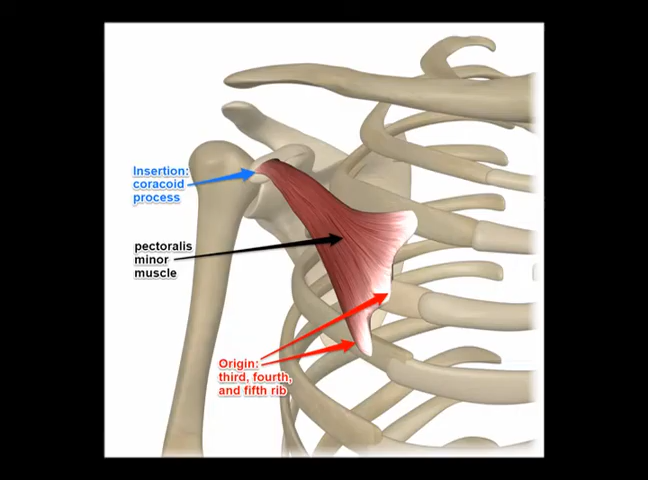 Insertion:
coracoid
process
pectoralis
minor
muscle
Origin:
third, fourth,
and fifth rib